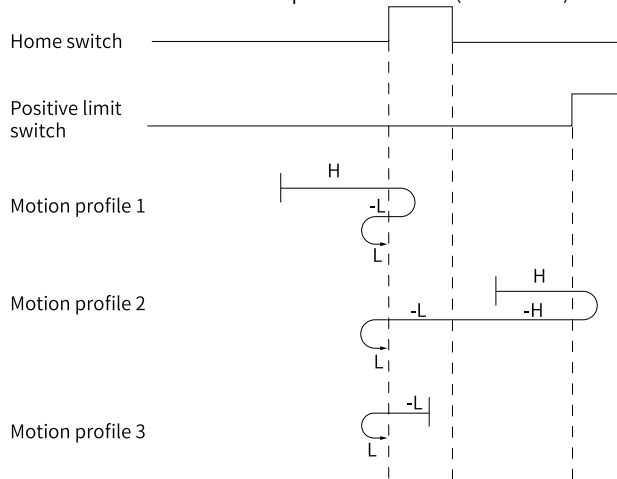 Home switch
Positive limit
switch
H
Motion profile 1
-L
L
H
Motion profile 2
-L
-H
L
-L
Motion profile 3
L